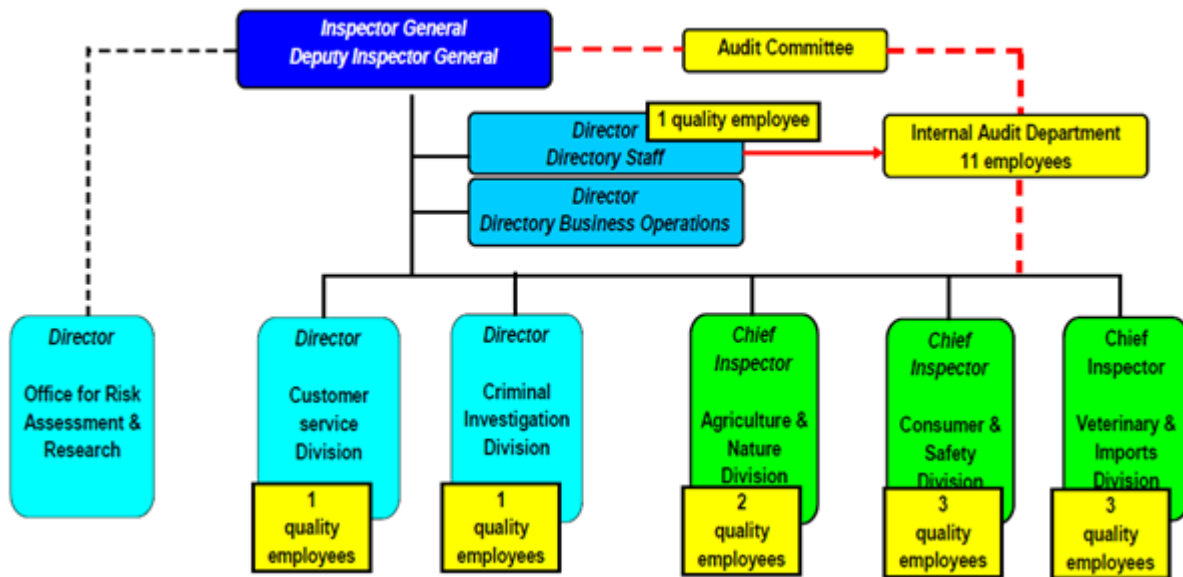 Inspector General
Deputy Inspector General
Audit Committee
1 quality employee
Director
Directory Staff
Internal Audit Department
11 employees
Director
Directory Business Operations
Director
Office for Risk
Assessment &
Research
Director
Customer
service
Division
1
quality
employees
Director
Criminal
Investigation
Division
1
quality
employees
Chief
Inspector
Agriculture &
Nature
Division
2
quality
employees
Chief
Inspector
Consumer &
Safety
Division
3
quality
employees
Chief
Inspector
Veterinary &
Imports
Division
3
quality
employees